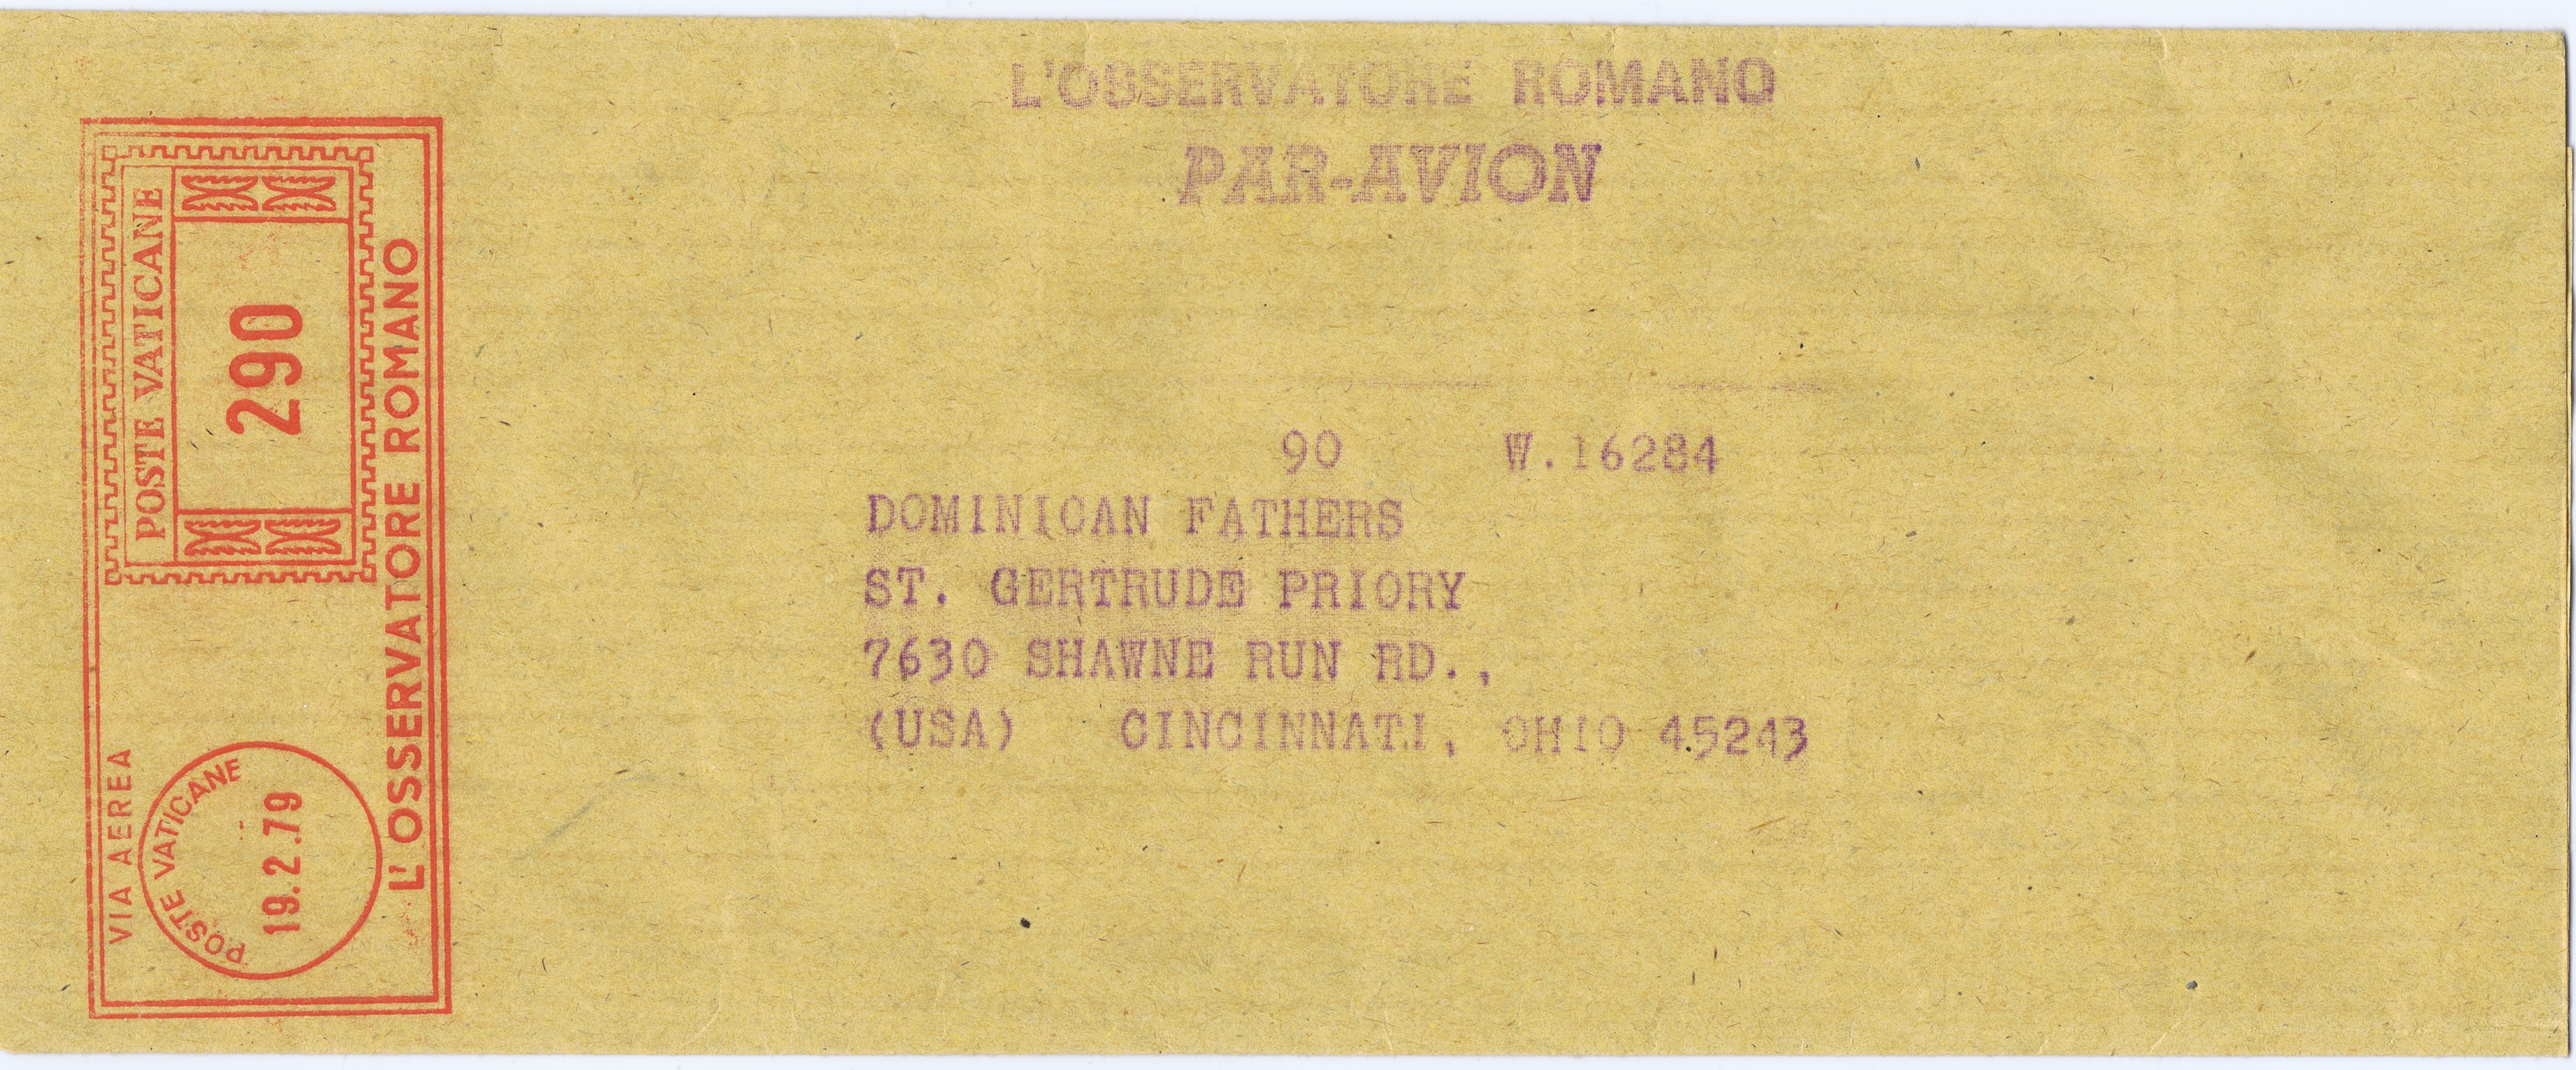 L'OSSERVATORE ROMANO
PAR-AVION
POSTE VATICANE
290
L'OSSERVATORE ROMANO
VIA AEREA
POSTE VATICANE
19.2.79
90 W.16284
DOMINICAN FATHERS
ST. GERTRUDE PRIORY
7630 SHAWNE RUN RD.,
(USA) CINCINNATI, OHIO 45243